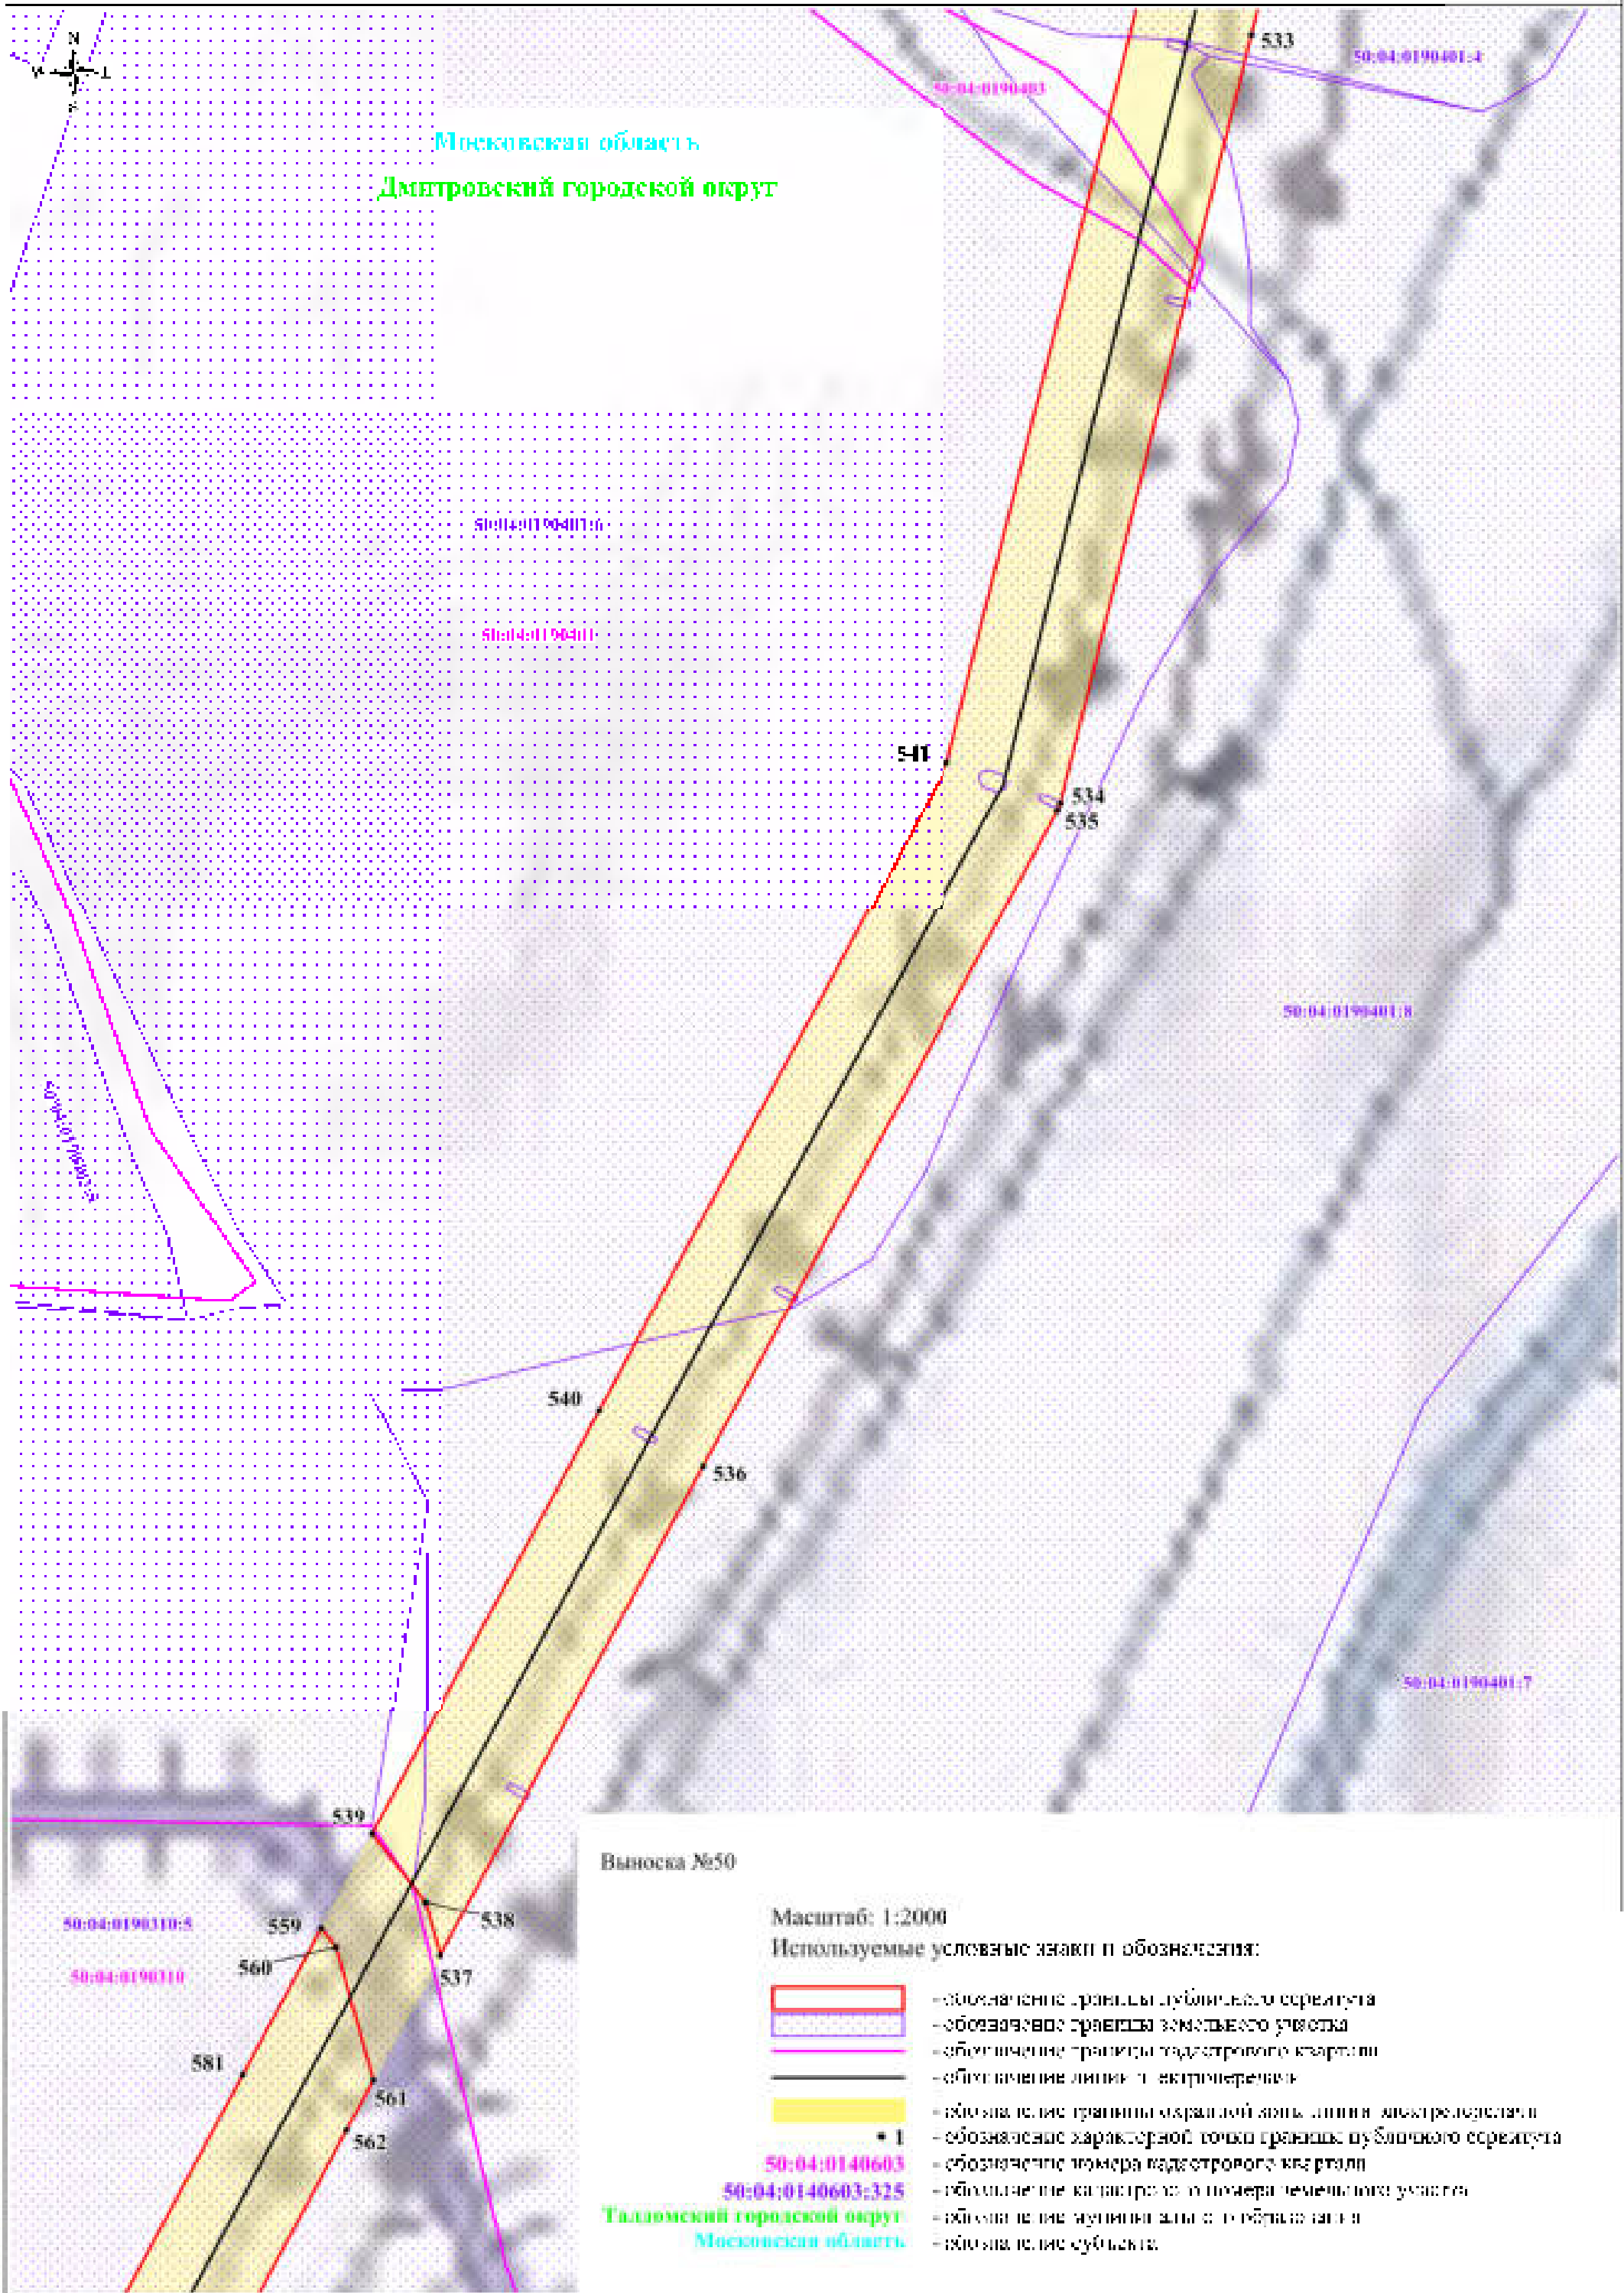 N
533
50:04:0190401:4
50:04:0190403
Московская область
Дмитровский городской округ
50:04:0190401:6
50:04:0190401
541
534
535
50:04:0190401:8
540
536
50:04:0190401:7
539
538
50:04:0190310:5
559
560
50:04:0190310
537
581
561
562
Выноска №50
Масштаб: 1:2000
Используемые условные знаки и обозначения:
- обозначение границы публичного сервитута
- обозначение границы земельного участка
- обозначение границы кадастрового квартала
- обозначение линии электропередачи
- обозначение границы охранной зоны линии электропередачи
• 1 - обозначение характерной точки границы публичного сервитута
50:04:0140603 - обозначение номера кадастрового квартала
50:04:0140603:325 - обозначение кадастрового номера земельного участка
Талдомский городской округ - обозначение муниципального образования
Московская область - обозначение субъекта